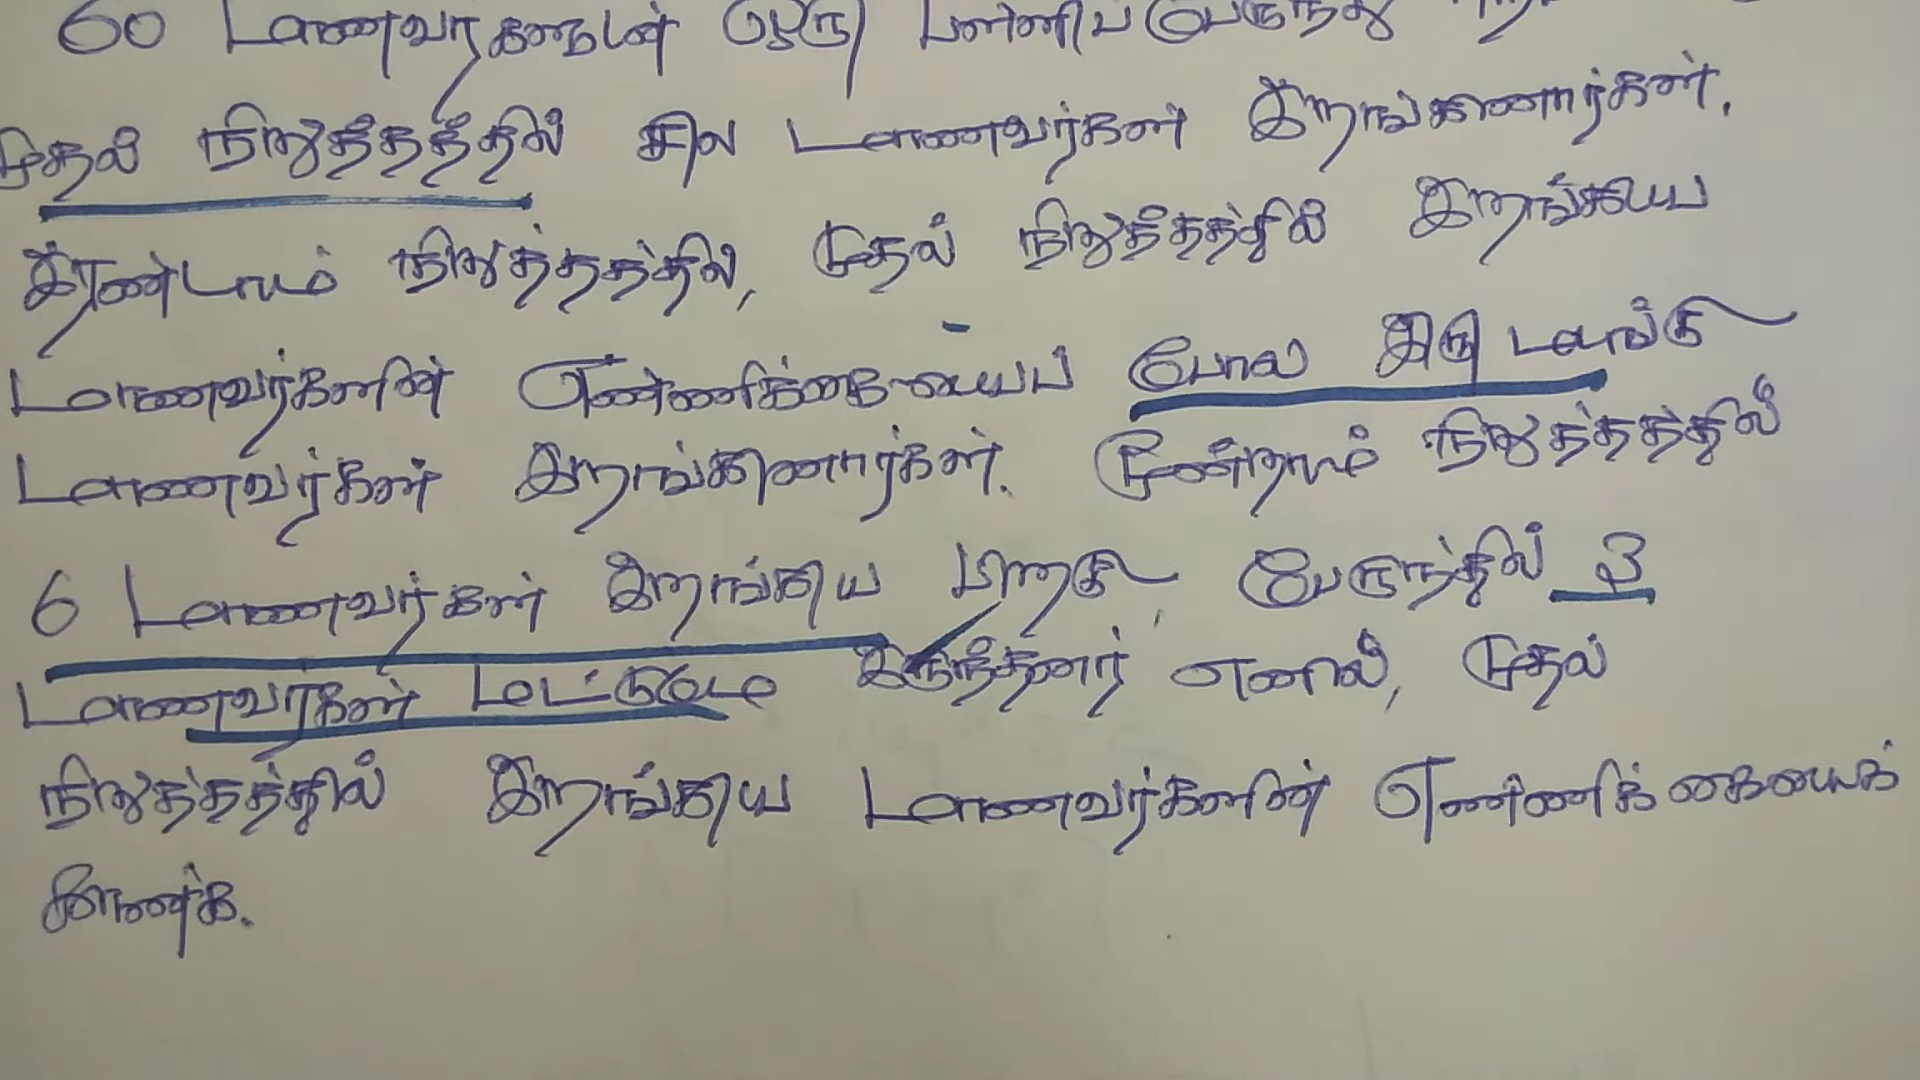 60 மாணவர்களுடன் ஒரு பள்ளிப் பேருந்து
முதல் நிறுத்தத்தில் சில மாணவர்கள் இறங்கினார்கள்.
இரண்டாம் நிறுத்தத்தில், முதல் நிறுத்தத்தில் இறங்கிய
மாணவர்களின் எண்ணிக்கையைப் போல இரு மடங்கு
மாணவர்கள் இறங்கினார்கள். மூன்றாம் நிறுத்தத்தில்
6 மாணவர்கள் இறங்கிய பிறகு, பேருந்தில் 3
மாணவர்கள் மட்டுமே இருந்தனர் எனில், முதல்
நிறுத்தத்தில் இறங்கிய மாணவர்களின் எண்ணிக்கையைக்
காண்க.